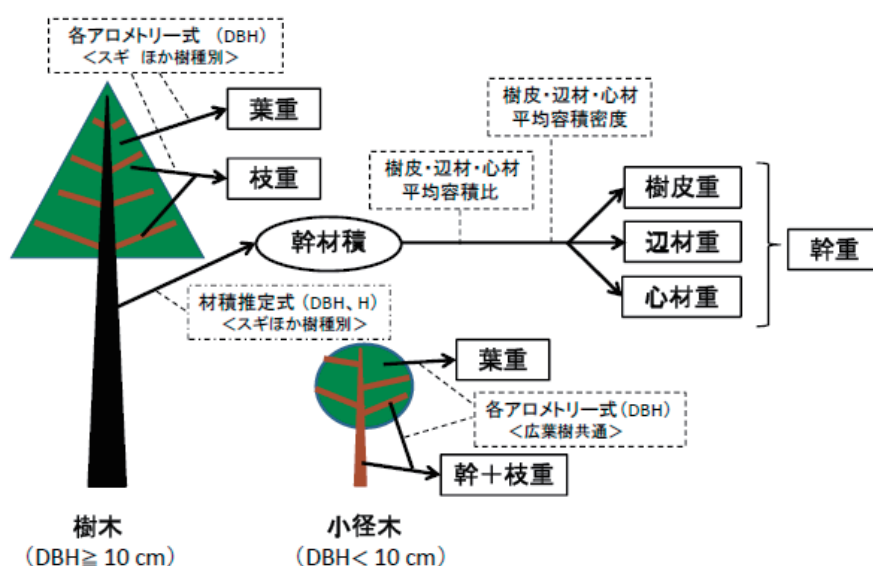 各アロメトリー式 (DBH)
<スギ ほか樹種別>
葉重
枝重
樹皮・辺材・心材
平均容積密度
樹皮・辺材・心材
平均容積比
幹材積
樹皮重
辺材重
心材重
幹重
材積推定式(DBH、H)
<スギほか樹種別>
葉重
各アロメトリー式(DBH)
<広葉樹共通>
幹+枝重
樹木
(DBH≧ 10 cm)
小径木
(DBH< 10 cm)